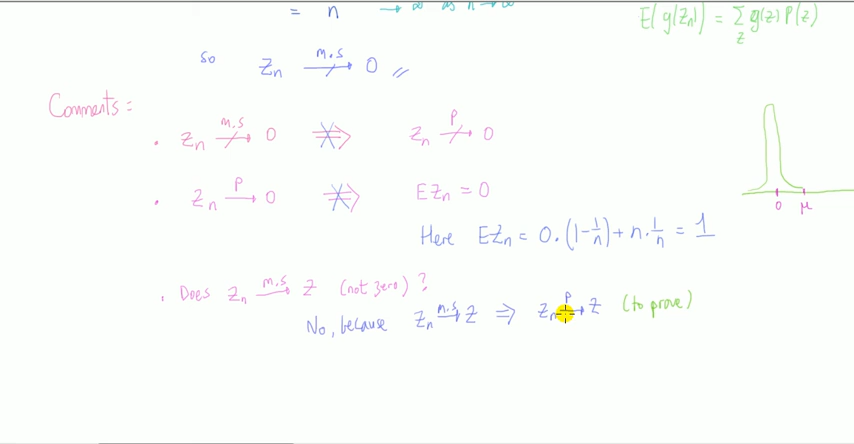 = n → ∞ as n → ∞
E(g(Zn)) = Σz g(z) P(z)
so Zn m.s↛ 0 //
Comments =
. Zn m.s↛ 0 ⇏ Zn P↛ 0
. Zn P→ 0 ⇏ EZn = 0
0 μ
Here EZn = 0.(1-1/n) + n.1/n = 1
. Does Zn m.s→ Z (not zero) ?
No, because Zn m.s→ Z ⇒ Zn P→ Z (to prove)